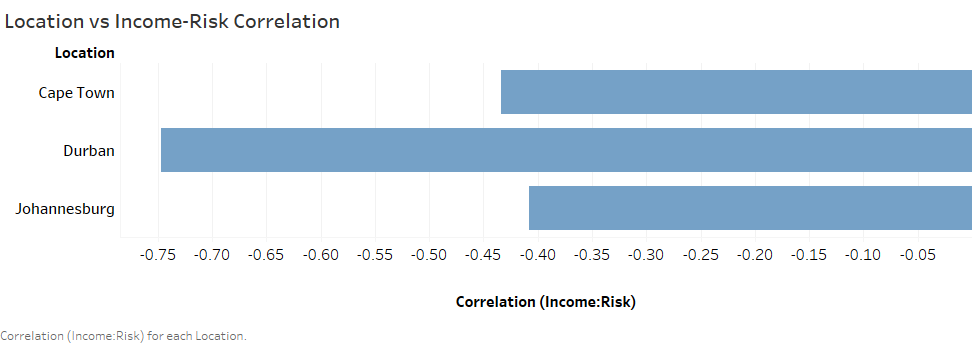 Location vs Income-Risk Correlation
Location
Cape Town
Durban
Johannesburg
-0.75 -0.70 -0.65 -0.60 -0.55 -0.50 -0.45 -0.40 -0.35 -0.30 -0.25 -0.20 -0.15 -0.10 -0.05
Correlation (Income:Risk)
Correlation (Income:Risk) for each Location.